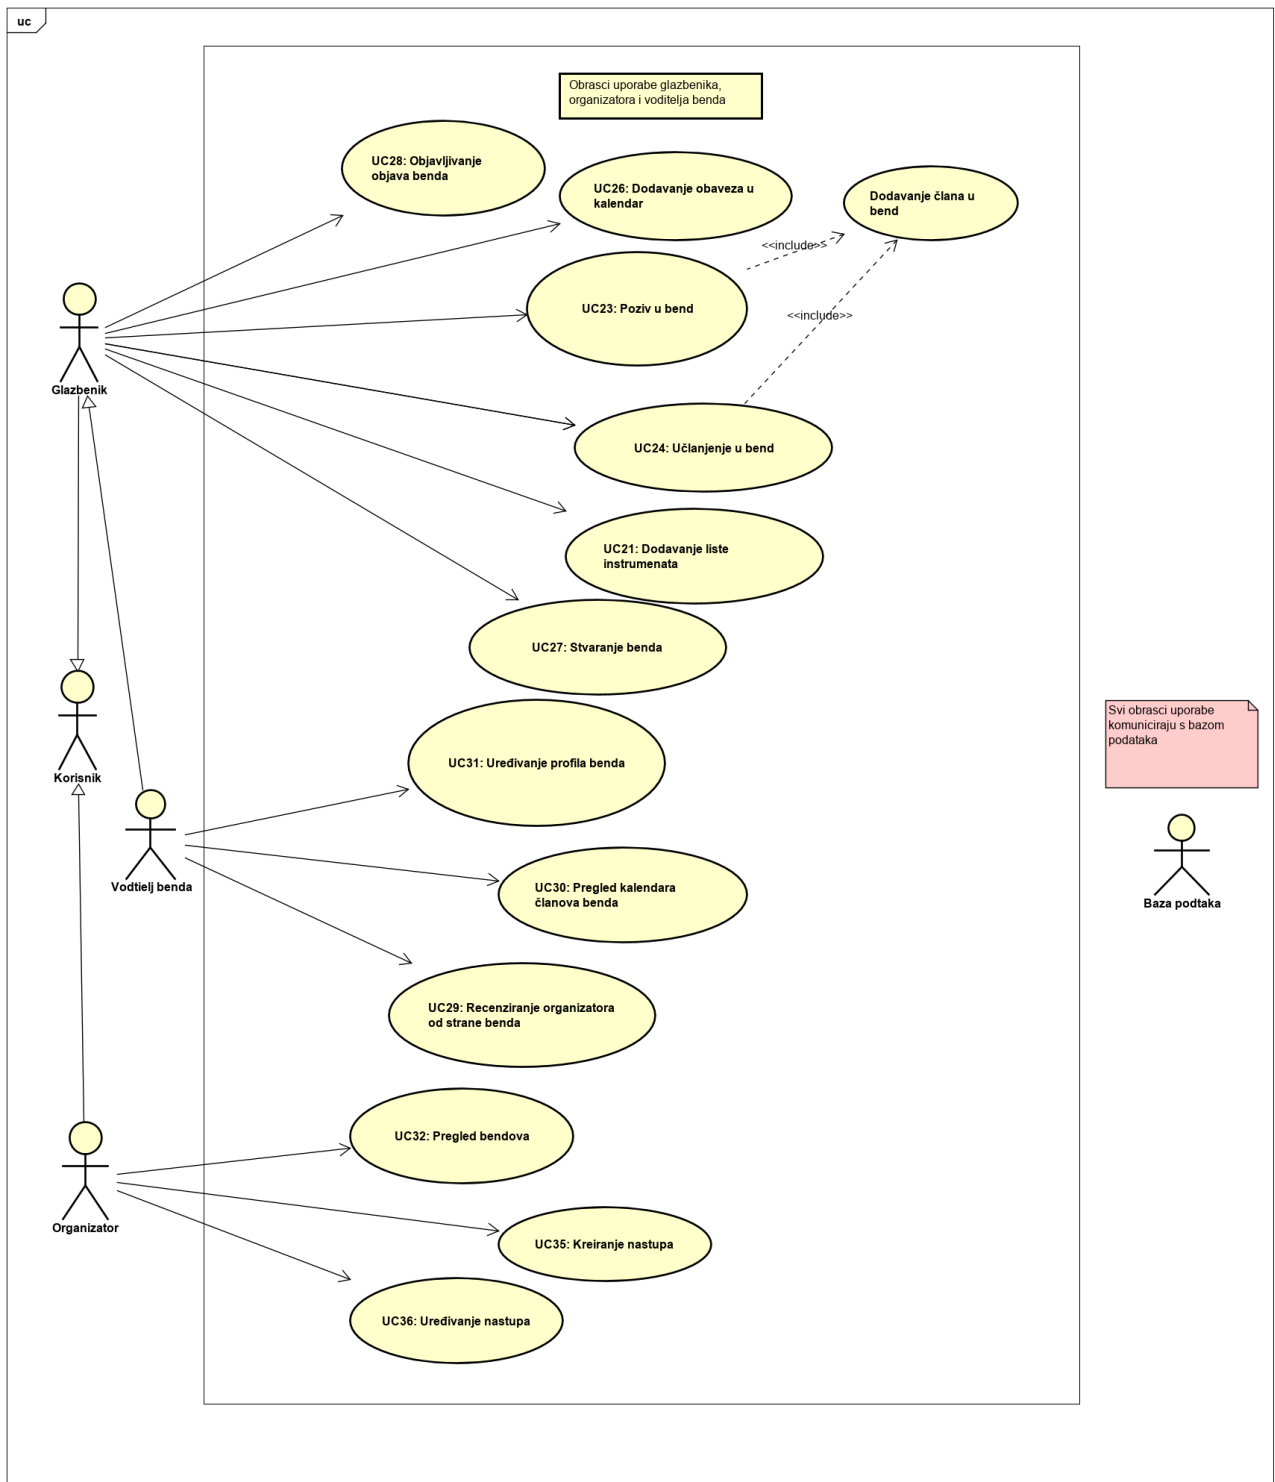 uc
Obrasci uporabe glazbenika,
organizatora i voditelja benda
UC28: Objavljivanje
objava benda
UC26: Dodavanje obaveza u
kalendar
Dodavanje člana u
bend
<<include>>
UC23: Poziv u bend
<<include>>
Glazbenik
UC24: Učlanjenje u bend
UC21: Dodavanje liste
instrumenata
UC27: Stvaranje benda
Svi obrasci uporabe
komuniciraju s bazom
podataka
UC31: Uređivanje profila benda
Korisnik
Vodtielj benda
UC30: Pregled kalendara
članova benda
Baza podtaka
UC29: Recenziranje organizatora
od strane benda
UC32: Pregled bendova
Organizator
UC35: Kreiranje nastupa
UC36: Uređivanje nastupa